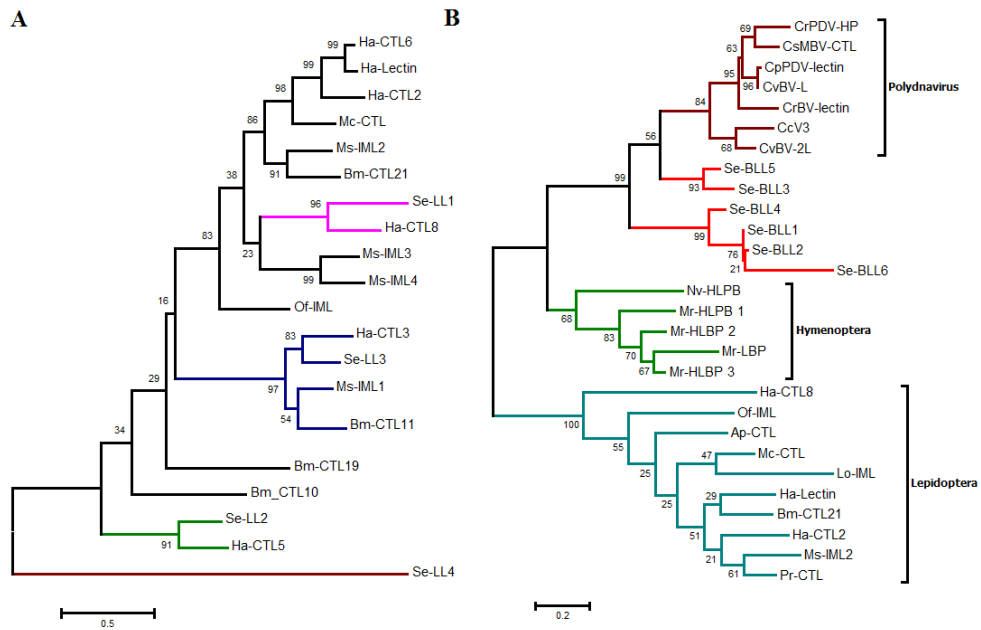 A
99
Ha-CTL6
Ha-Lectin
99
Ha-CTL2
98
Mc-CTL
86
Ms-IML2
91
Bm-CTL21
38
96
Se-LL1
Ha-CTL8
23
Ms-IML3
99
Ms-IML4
83
Of-IML
16
83
Ha-CTL3
Se-LL3
97
Ms-IML1
54
Bm-CTL11
29
Bm-CTL19
34
Bm_CTL10
Se-LL2
91
Ha-CTL5
Se-LL4
0.5
B
69
CrPDV-HP
CsMBV-CTL
63
CpPDV-lectin
96
CvBV-L
95
CrBV-lectin
84
CcV3
68
CvBV-2L
Polydnavirus
56
Se-BLL5
93
Se-BLL3
99
Se-BLL4
99
Se-BLL1
76
Se-BLL2
21
Se-BLL6
Nv-HLPB
68
Mr-HLPB 1
83
Mr-HLBP 2
70
Mr-LBP
67
Mr-HLBP 3
Hymenoptera
Ha-CTL8
100
Of-IML
55
Ap-CTL
25
47
Mc-CTL
Lo-IML
25
29
Ha-Lectin
Bm-CTL21
51
Ha-CTL2
21
Ms-IML2
61
Pr-CTL
Lepidoptera
0.2